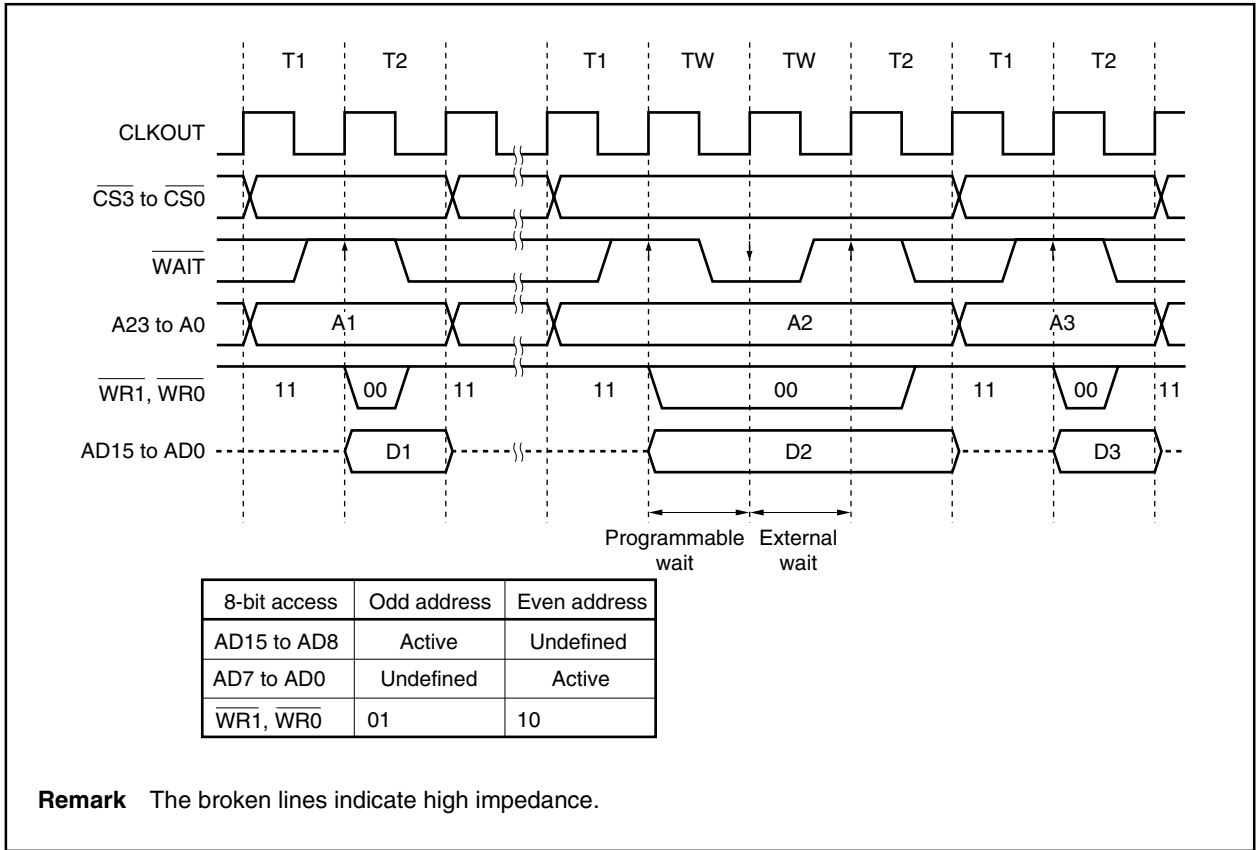 T1 T2 T1 TW TW T2 T1 T2
CLKOUT
CS3 to CS0
WAIT
A23 to A0 A1 A2 A3
WR1, WR0 11 00 11 11 00 11 00 11
AD15 to AD0 D1 D2 D3
Programmable wait
External wait
8-bit access Odd address Even address
AD15 to AD8 Active Undefined
AD7 to AD0 Undefined Active
WR1, WR0 01 10
Remark The broken lines indicate high impedance.